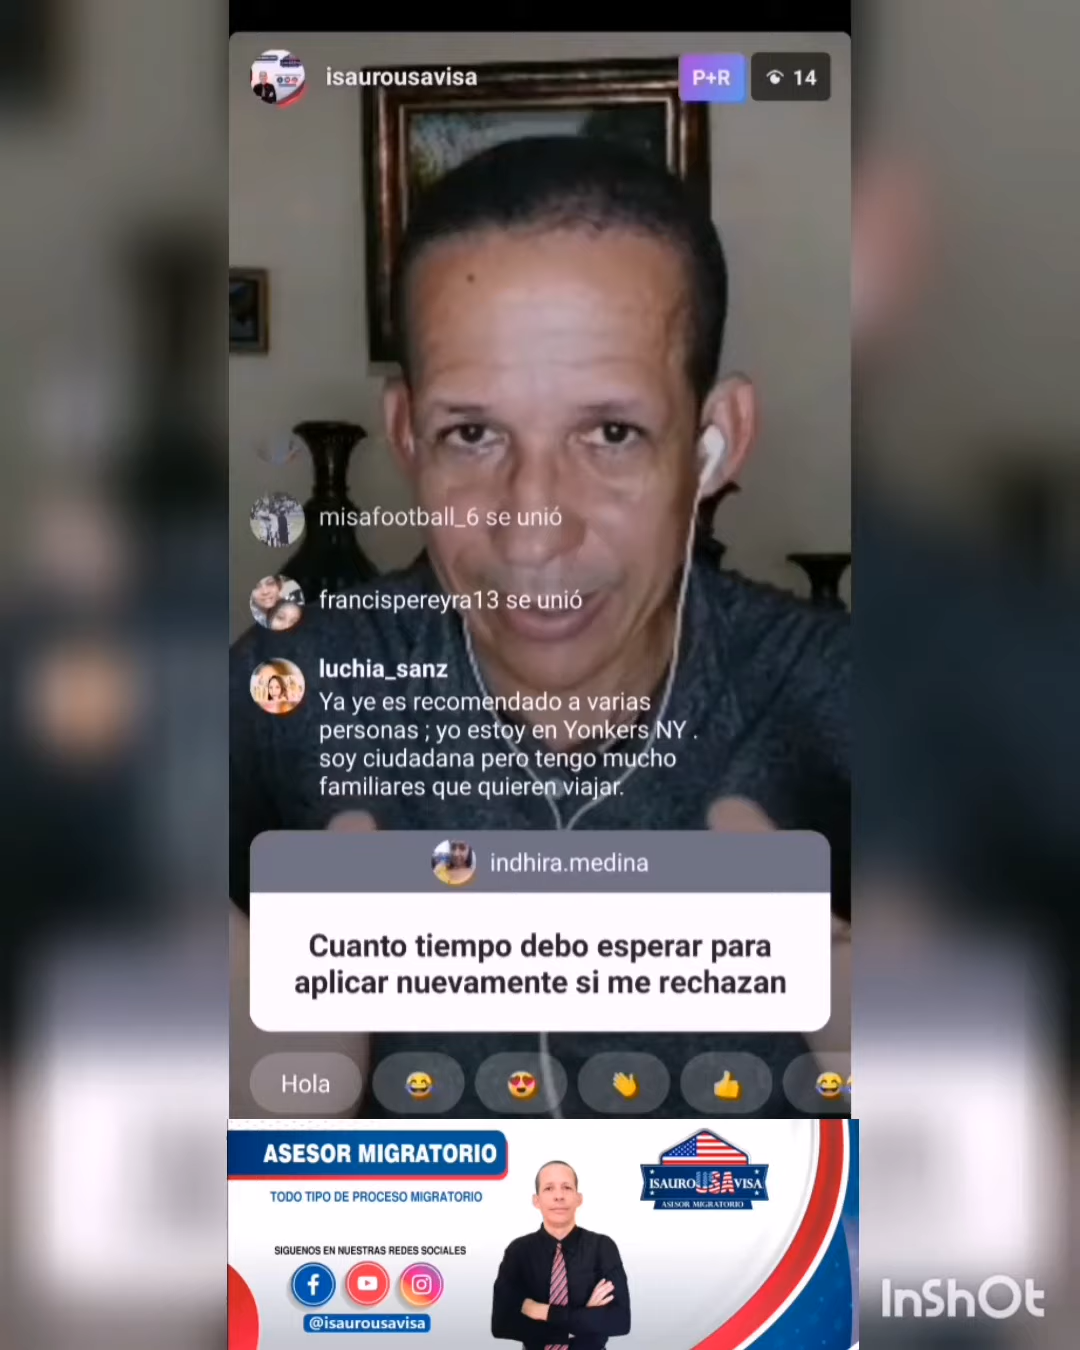 isaurousavisa
P+R
14
misafootball_6 se unió
francispereyra13 se unió
luchia_sanz
Ya ye es recomendado a varias
personas ; yo estoy en Yonkers NY .
soy ciudadana pero tengo mucho
familiares que quieren viajar.
indhira.medina
Cuanto tiempo debo esperar para
aplicar nuevamente si me rechazan
Hola
ASESOR MIGRATORIO
TODO TIPO DE PROCESO MIGRATORIO
SIGUENOS EN NUESTRAS REDES SOCIALES
@isaurousavisa
ISAURO USA VISA
ASESOR MIGRATORIO
InShOt